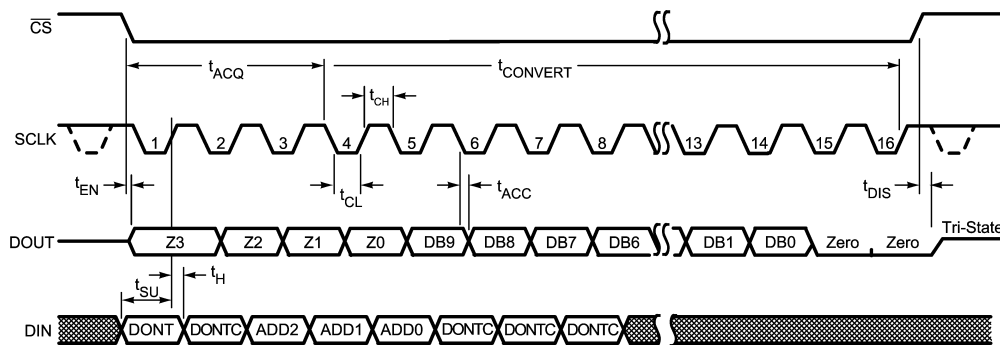 CS
tACQ
tCONVERT
tCH
SCLK
1 2 3 4 5 6 7 8 13 14 15 16
tEN
tCL
tACC
tDIS
DOUT
Z3 Z2 Z1 Z0 DB9 DB8 DB7 DB6 DB1 DB0 Zero Zero
Tri-State
tSU
tH
DIN
DONT DONTC ADD2 ADD1 ADD0 DONTC DONTC DONTC